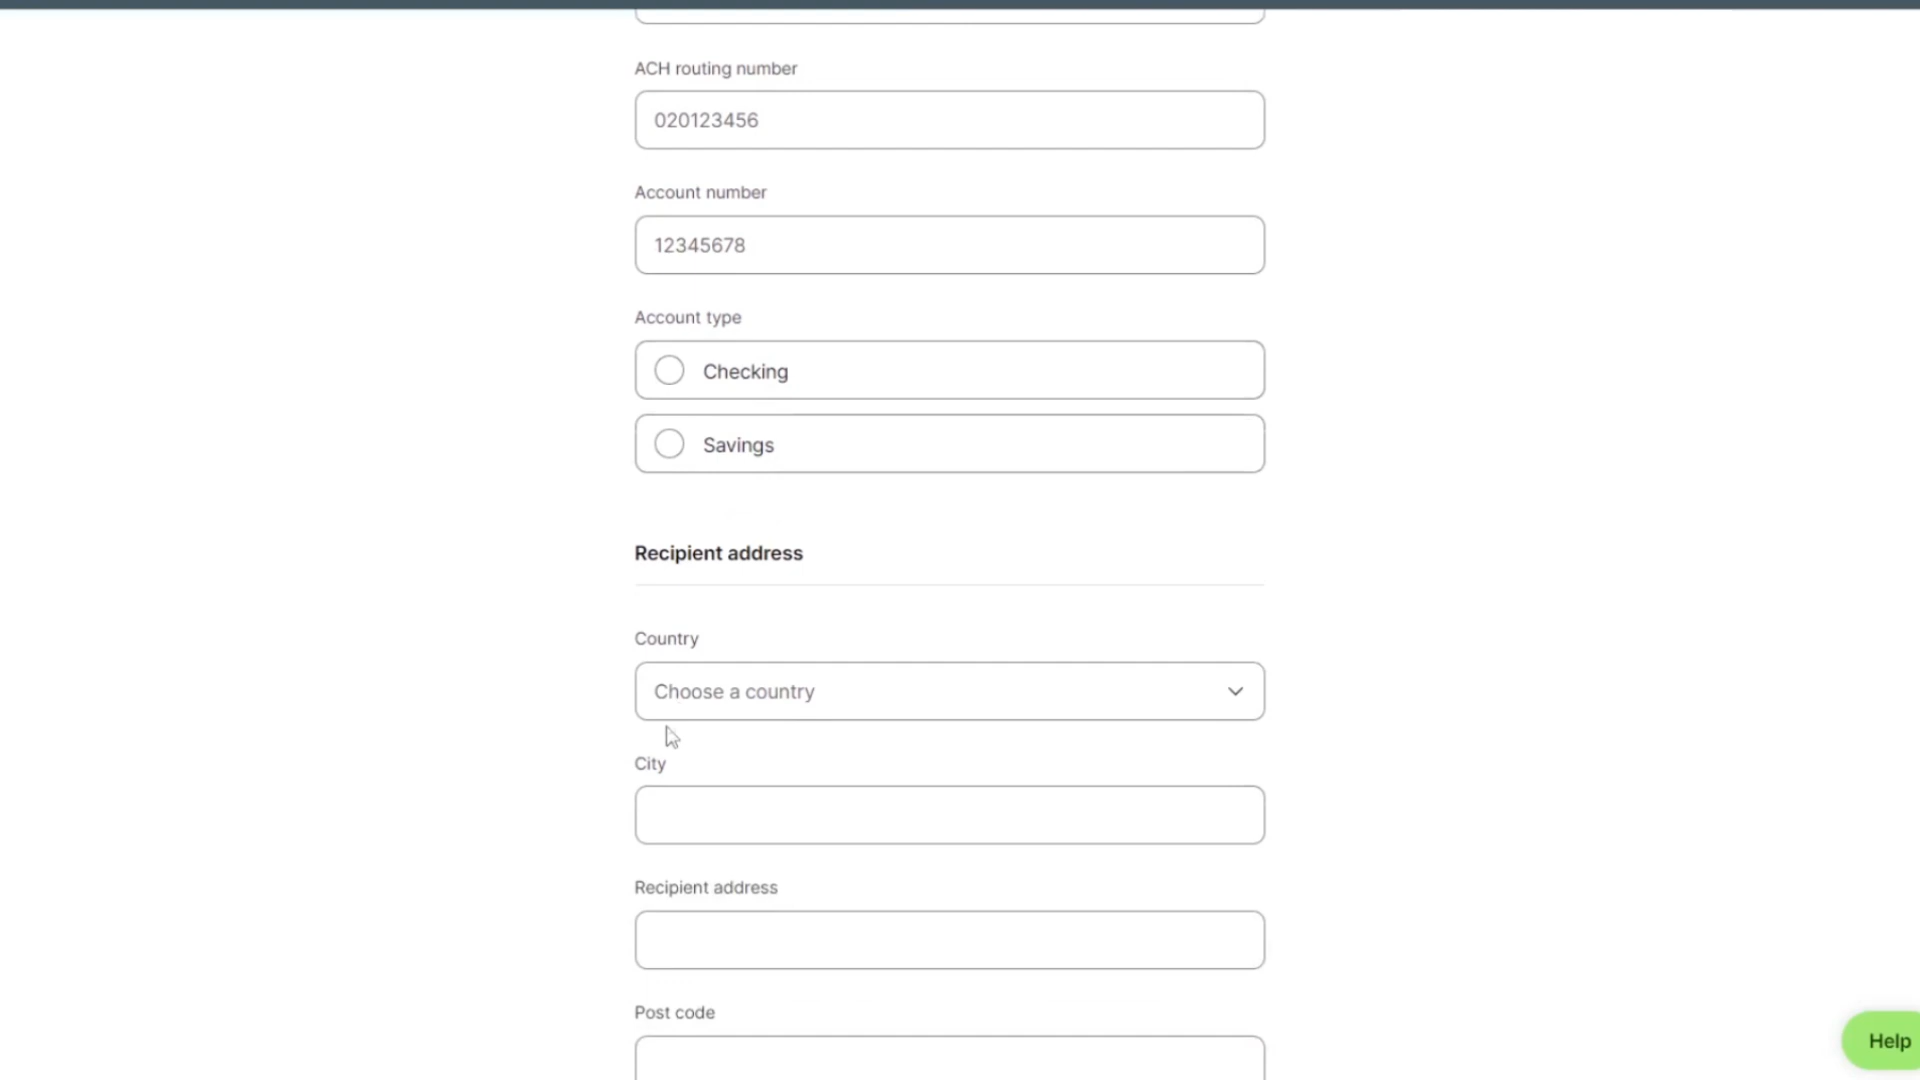 ACH routing number
020123456
Account number
12345678
Account type
Checking
Savings
Recipient address
Country
Choose a country
City
Recipient address
Post code
Help